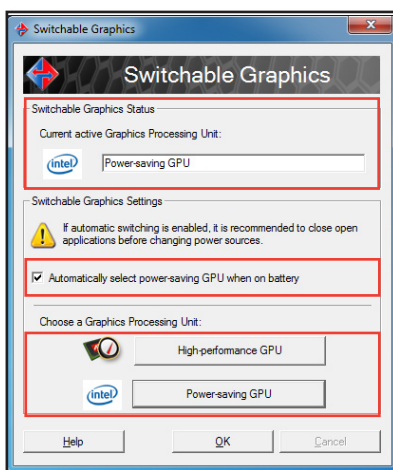 Switchable Graphics
Switchable Graphics
Switchable Graphics Status
Current active Graphics Processing Unit:
intel
Power-saving GPU
Switchable Graphics Settings
If automatic switching is enabled, it is recommended to close open
applications before changing power sources.
Automatically select power-saving GPU when on battery
Choose a Graphics Processing Unit:
High-performance GPU
intel
Power-saving GPU
Help
OK
Cancel